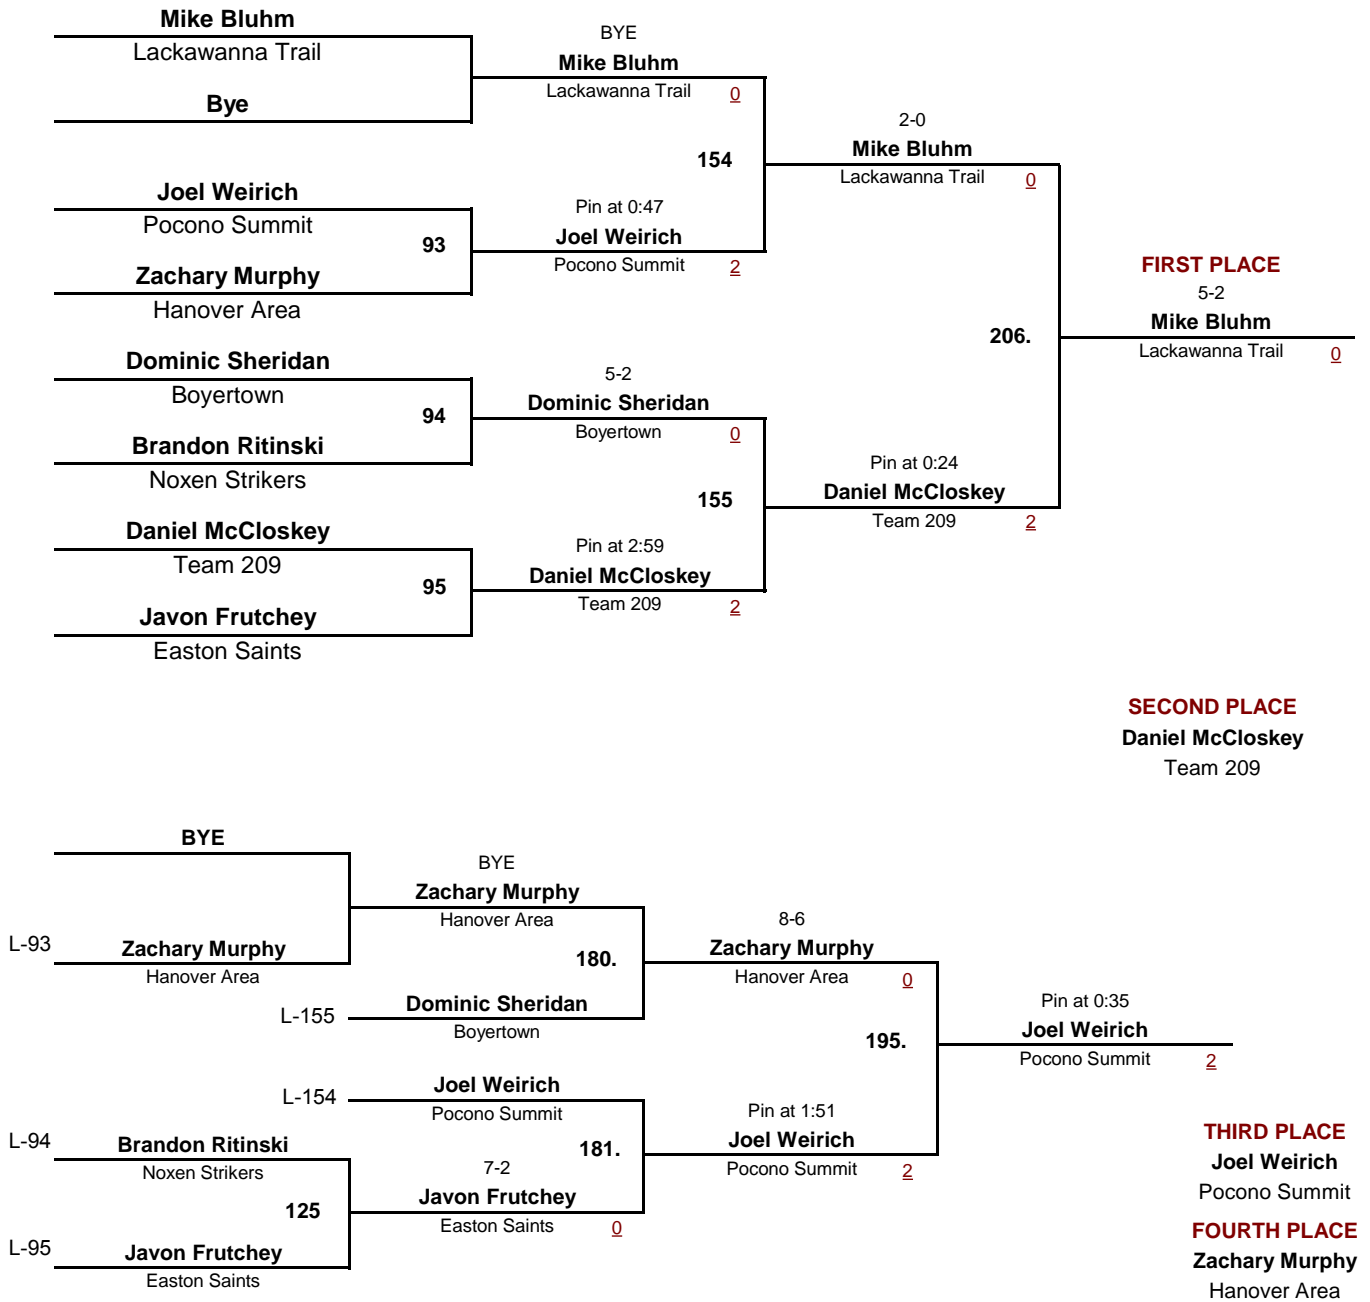 Mike Bluhm
Lackawanna Trail
Bye
BYE
Mike Bluhm
Lackawanna Trail 0
154
2-0
Mike Bluhm
Lackawanna Trail 0
Joel Weirich
Pocono Summit
93
Zachary Murphy
Hanover Area
Pin at 0:47
Joel Weirich
Pocono Summit 2
FIRST PLACE
5-2
Mike Bluhm
Lackawanna Trail 0
206.
Dominic Sheridan
Boyertown
94
Brandon Ritinski
Noxen Strikers
5-2
Dominic Sheridan
Boyertown 0
155
Pin at 0:24
Daniel McCloskey
Team 209 2
Daniel McCloskey
Team 209
95
Javon Frutchey
Easton Saints
Pin at 2:59
Daniel McCloskey
Team 209 2
SECOND PLACE
Daniel McCloskey
Team 209
BYE
BYE
Zachary Murphy
Hanover Area
L-93 Zachary Murphy
Hanover Area
180.
8-6
Zachary Murphy
Hanover Area 0
L-155 Dominic Sheridan
Boyertown
195.
Pin at 0:35
Joel Weirich
Pocono Summit 2
L-154 Joel Weirich
Pocono Summit
L-94 Brandon Ritinski
Noxen Strikers
181.
Pin at 1:51
Joel Weirich
Pocono Summit 2
125
7-2
Javon Frutchey
Easton Saints 0
L-95 Javon Frutchey
Easton Saints
THIRD PLACE
Joel Weirich
Pocono Summit
FOURTH PLACE
Zachary Murphy
Hanover Area